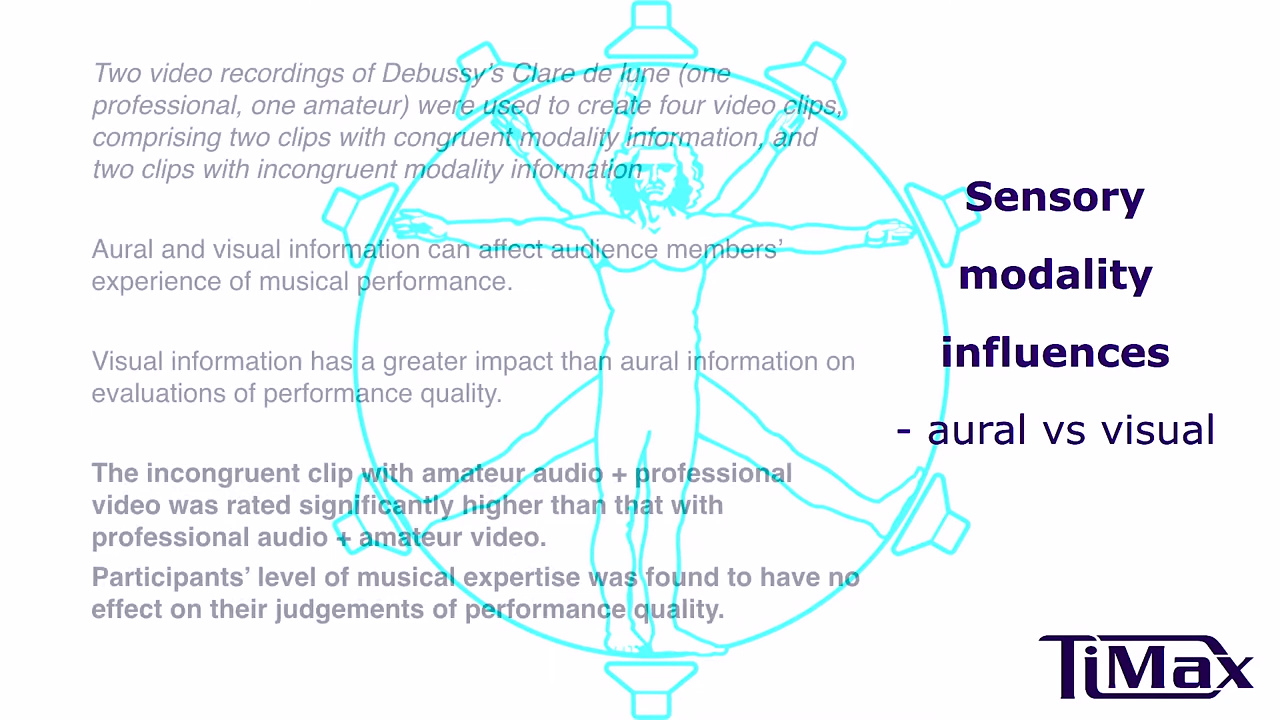 Two video recordings of Debussy's Clare de lune (one
professional, one amateur) were used to create four video clips,
comprising two clips with congruent modality information, and
two clips with incongruent modality information
Aural and visual information can affect audience members'
experience of musical performance.
Visual information has a greater impact than aural information on
evaluations of performance quality.
The incongruent clip with amateur audio + professional
video was rated significantly higher than that with
professional audio + amateur video.
Participants' level of musical expertise was found to have no
effect on their judgements of performance quality.
Sensory
modality
influences
- aural vs visual
TiMax